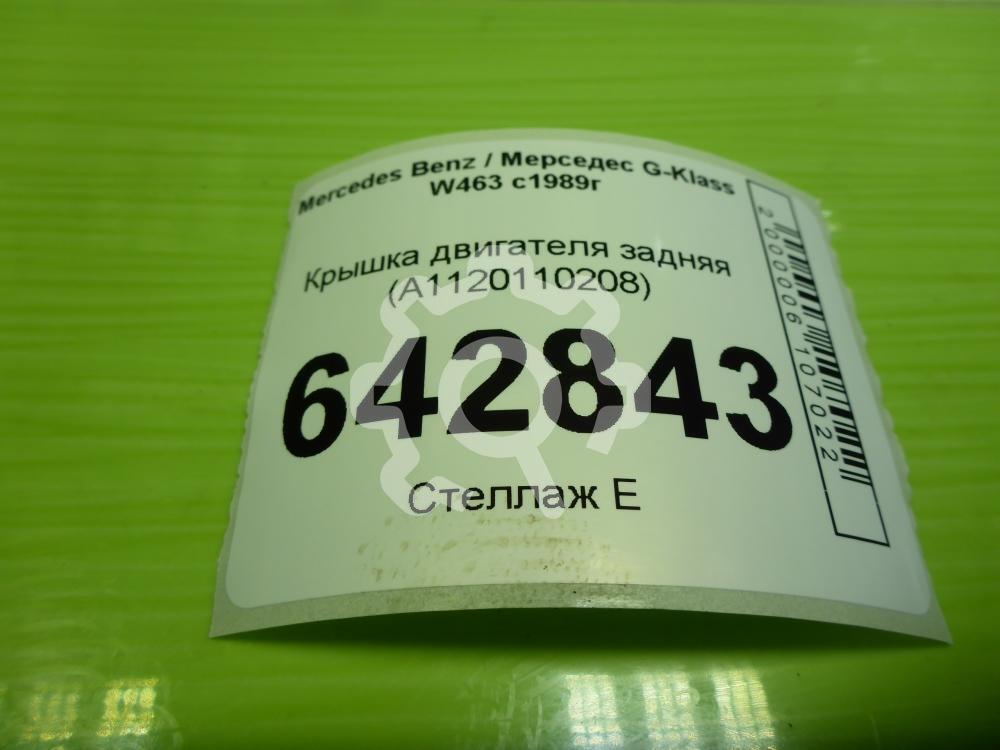 Mercedes Benz / Мерседес G-Klass
W463 с1989г
Крышка двигателя задняя
(A1120110208)
642843
Стеллаж E
2000006107022